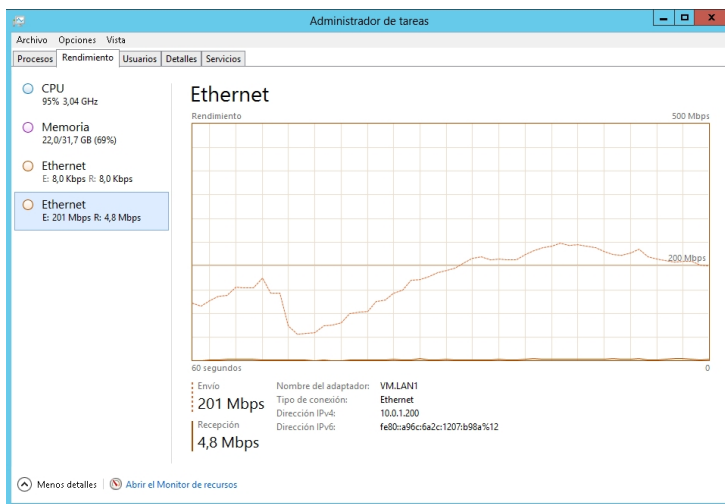 Administrador de tareas
Archivo Opciones Vista
Procesos Rendimiento Usuarios Detalles Servicios
CPU
95% 3,04 GHz
Memoria
22,0/31,7 GB (69%)
Ethernet
E: 8,0 Kbps R: 8,0 Kbps
Ethernet
E: 201 Mbps R: 4,8 Mbps
Ethernet
Rendimiento 500 Mbps
200 Mbps
60 segundos 0
Envío
201 Mbps
Recepción
4,8 Mbps
Nombre del adaptador: VM.LAN1
Tipo de conexión: Ethernet
Dirección IPv4: 10.0.1.200
Dirección IPv6: fe80::a96c:6a2c:1207:b98a%12
Menos detalles Abrir el Monitor de recursos